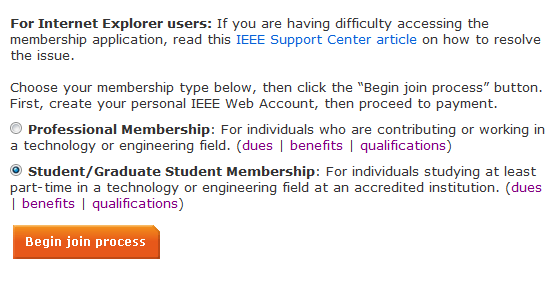 For Internet Explorer users: If you are having difficulty accessing the
membership application, read this IEEE Support Center article on how to resolve
the issue.
Choose your membership type below, then click the “Begin join process” button.
First, create your personal IEEE Web Account, then proceed to payment.
Professional Membership: For individuals who are contributing or working in
a technology or engineering field. (dues | benefits | qualifications)
Student/Graduate Student Membership: For individuals studying at least
part-time in a technology or engineering field at an accredited institution. (dues
| benefits | qualifications)
Begin join process